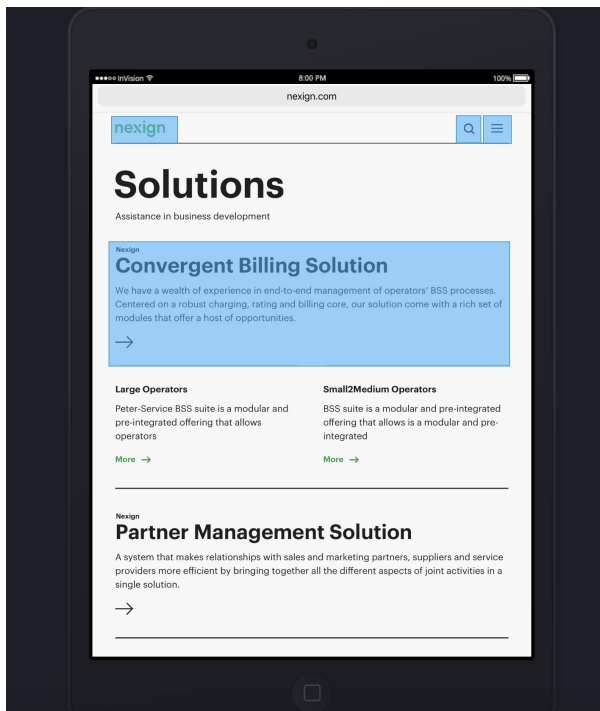 InVision
8:00 PM
100%
nexign.com
nexign
Solutions
Assistance in business development
Nexign
Convergent Billing Solution
We have a wealth of experience in end-to-end management of operators' BSS processes.
Centered on a robust charging, rating and billing core, our solution come with a rich set of
modules that offer a host of opportunities.
Large Operators
Peter-Service BSS suite is a modular and
pre-integrated offering that allows
operators
More
Small2Medium Operators
BSS suite is a modular and pre-integrated
offering that allows is a modular and pre-
integrated
More
Nexign
Partner Management Solution
A system that makes relationships with sales and marketing partners, suppliers and service
providers more efficient by bringing together all the different aspects of joint activities in a
single solution.